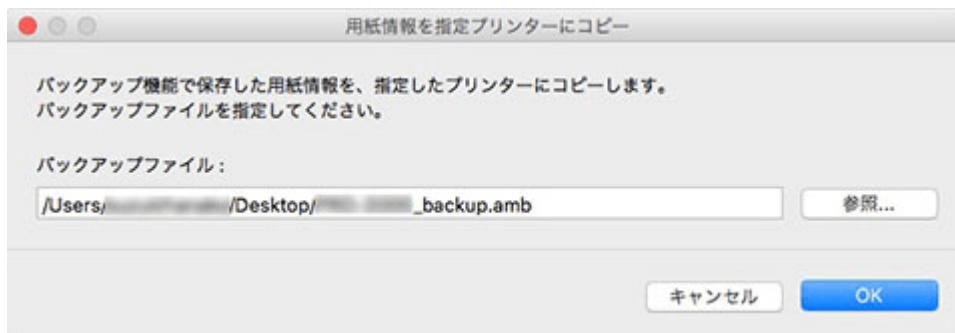 用紙情報を指定プリンターにコピー
バックアップ機能で保存した用紙情報を、指定したプリンターにコピーします。
バックアップファイルを指定してください。
バックアップファイル：
/Users/ /Desktop/ _backup.amb
参照...
キャンセル
OK